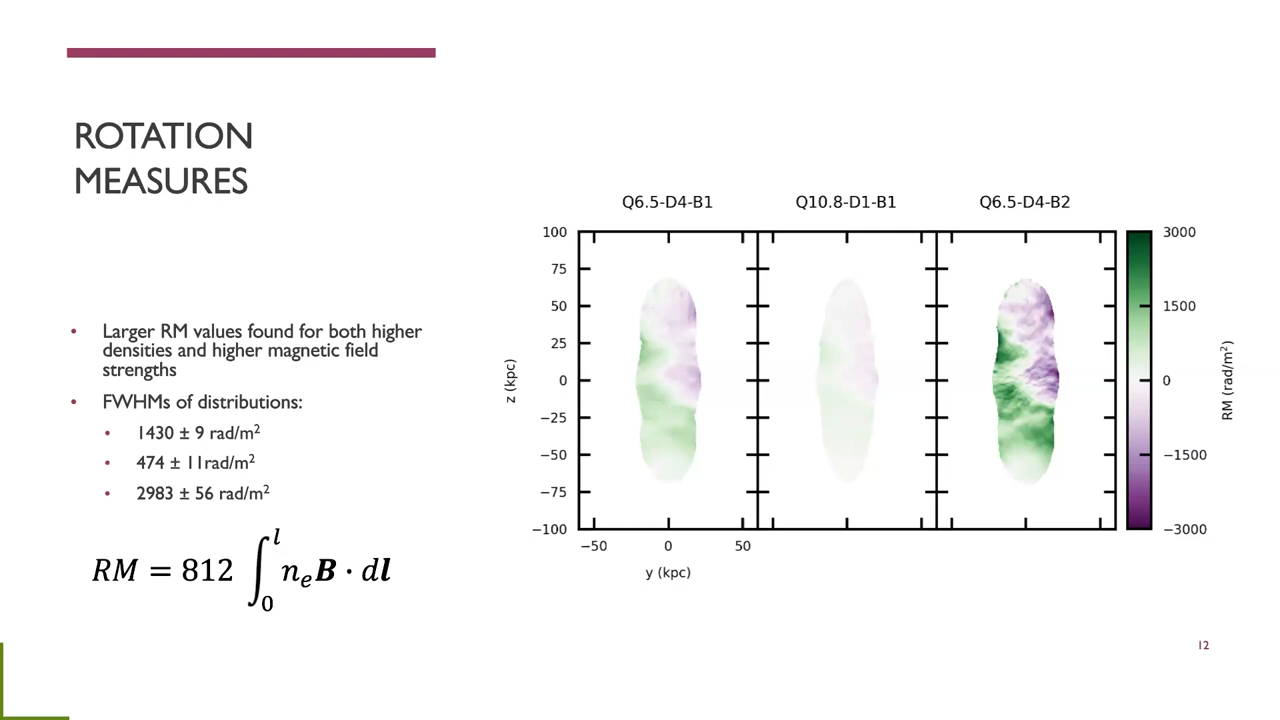 ROTATION
MEASURES
• Larger RM values found for both higher
densities and higher magnetic field
strengths
• FWHMs of distributions:
• 1430 ± 9 rad/m²
• 474 ± 11rad/m²
• 2983 ± 56 rad/m²
RM = 812 ∫₀ˡ nₑB · dl
Q6.5-D4-B1 Q10.8-D1-B1 Q6.5-D4-B2
100
75
50
25
0
−25
−50
−75
−100
z (kpc)
−50 0 50
y (kpc)
3000
1500
0
−1500
−3000
RM (rad/m²)
12